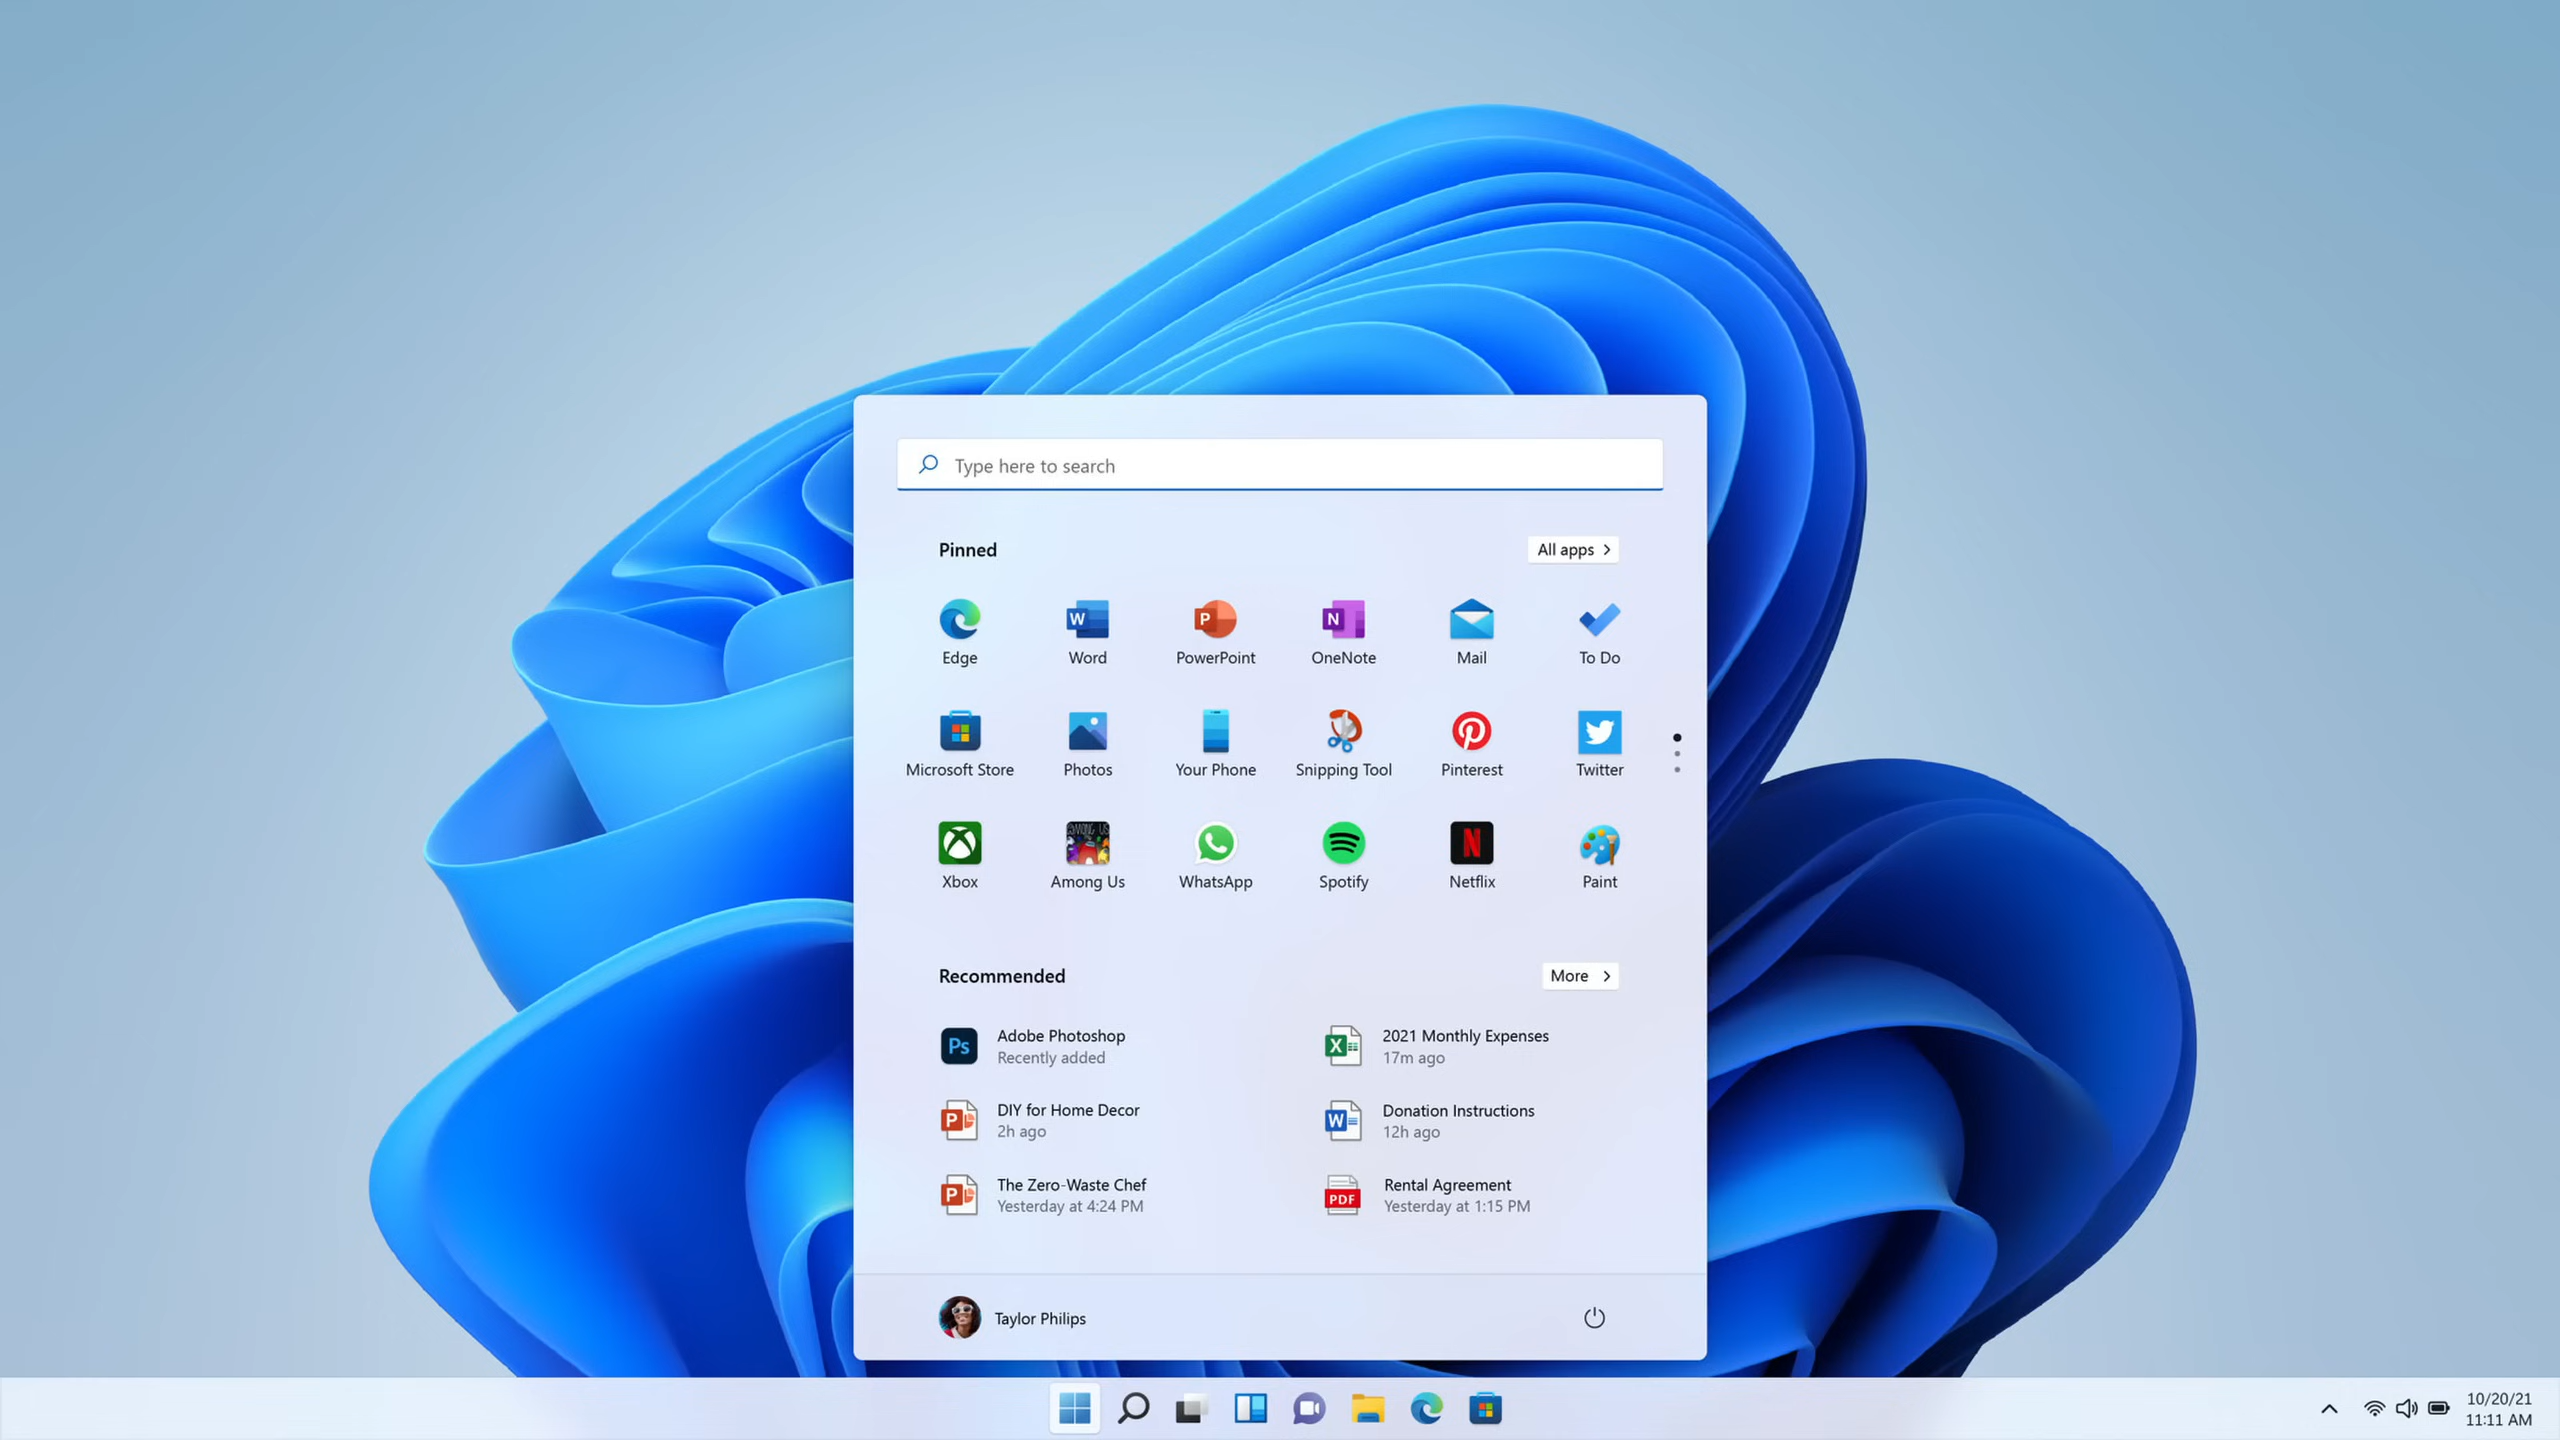 Type here to search
Pinned
All apps
Edge
Word
PowerPoint
OneNote
Mail
To Do
Microsoft Store
Photos
Your Phone
Snipping Tool
Pinterest
Twitter
Xbox
Among Us
WhatsApp
Spotify
Netflix
Paint
Recommended
More
Adobe Photoshop
Recently added
2021 Monthly Expenses
17m ago
DIY for Home Decor
2h ago
Donation Instructions
12h ago
The Zero-Waste Chef
Yesterday at 4:24 PM
PDF
Rental Agreement
Yesterday at 1:15 PM
Taylor Philips
10/20/21
11:11 AM